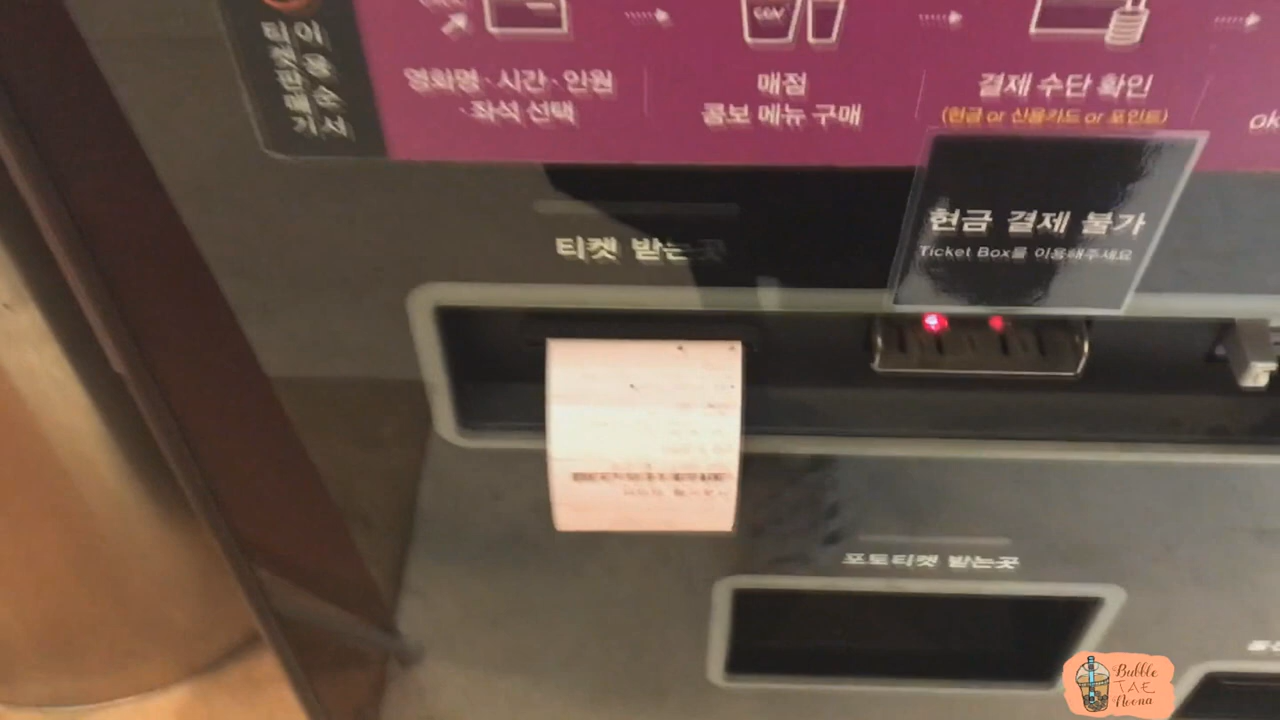 티켓판매기
이용순서
CGV
영화명·시간·인원
·좌석 선택
매점
콤보 메뉴 구매
결제 수단 확인
(현금 or 신용카드 or 포인트)
현금 결제 불가
Ticket Box를 이용해주세요
티켓 받는곳
포토티켓 받는곳
Bubble
TAE
Noona